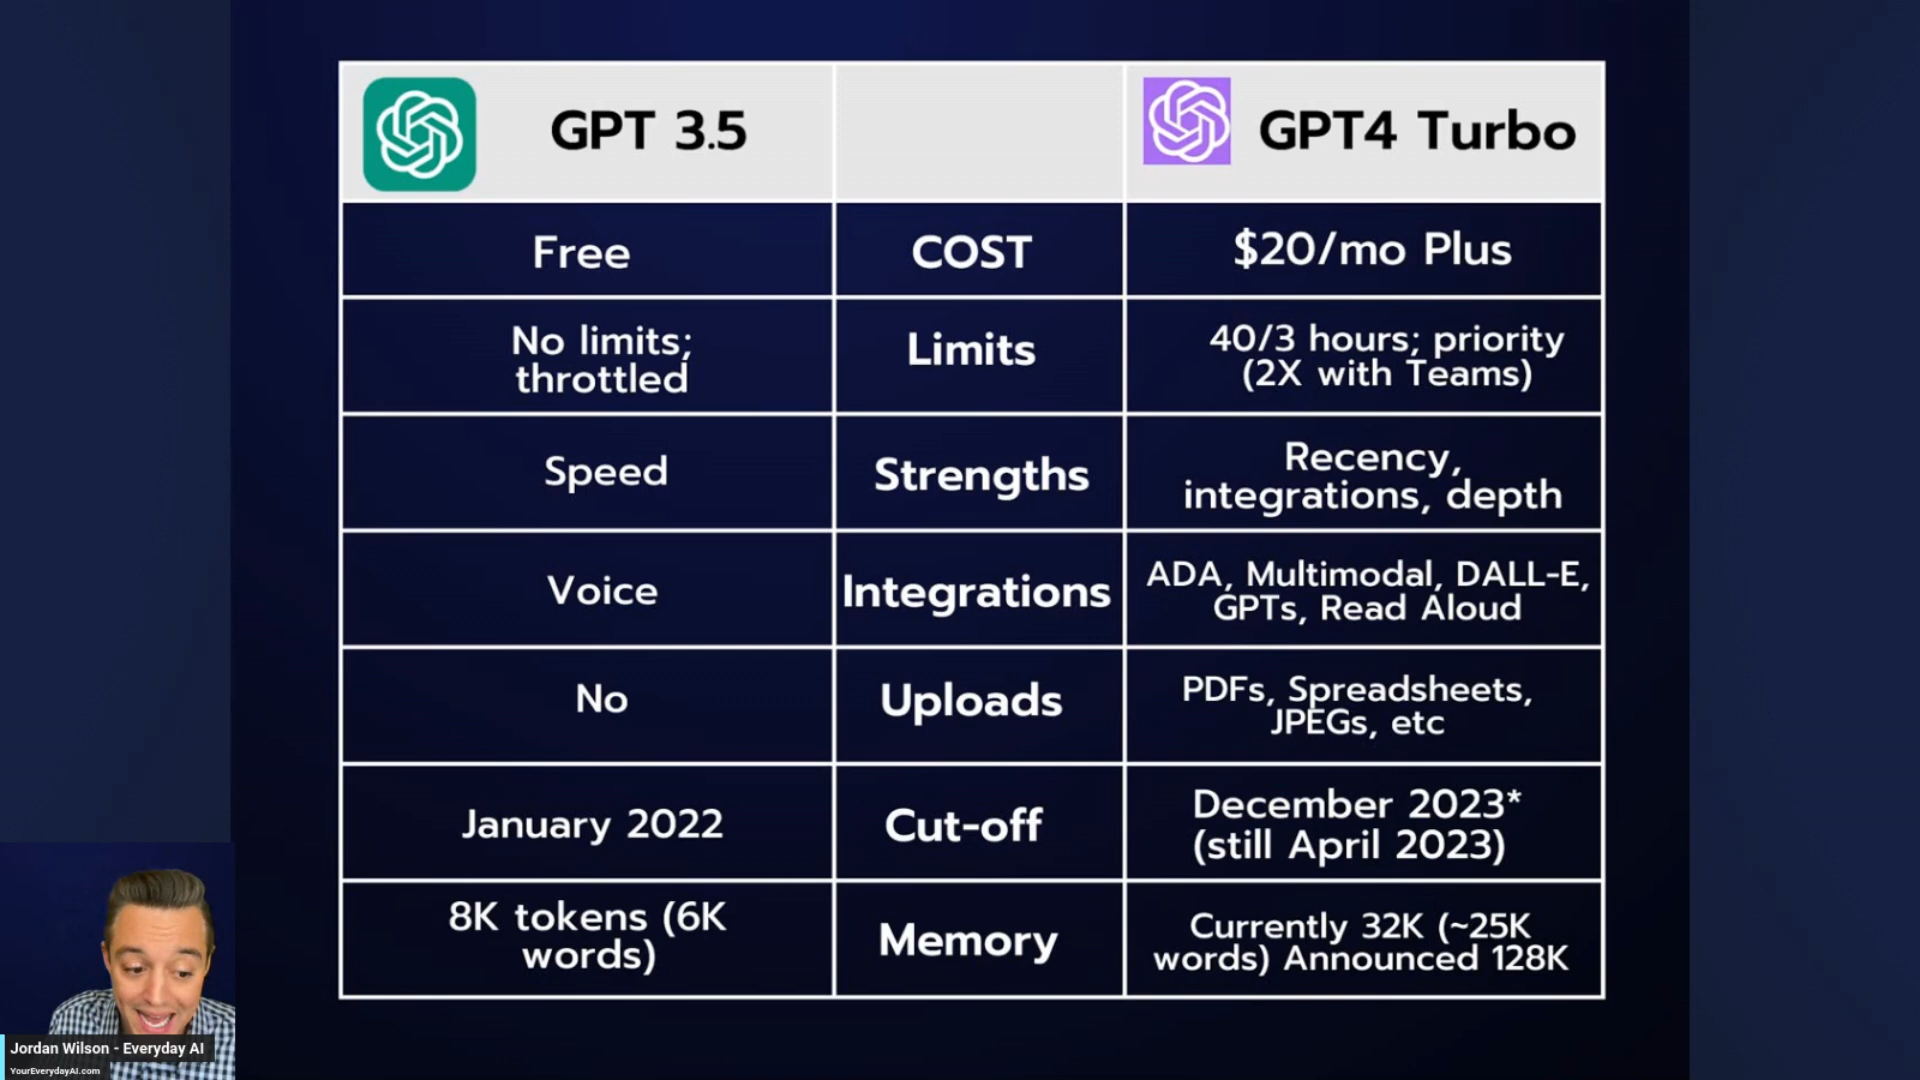 GPT 3.5
GPT4 Turbo
Free
COST
$20/mo Plus
No limits;
throttled
Limits
40/3 hours; priority
(2X with Teams)
Speed
Strengths
Recency,
integrations, depth
Voice
Integrations
ADA, Multimodal, DALL-E,
GPTs, Read Aloud
No
Uploads
PDFs, Spreadsheets,
JPEGs, etc
January 2022
Cut-off
December 2023*
(still April 2023)
8K tokens (6K
words)
Memory
Currently 32K (~25K
words) Announced 128K
Jordan Wilson - Everyday AI
YourEverydayAI.com